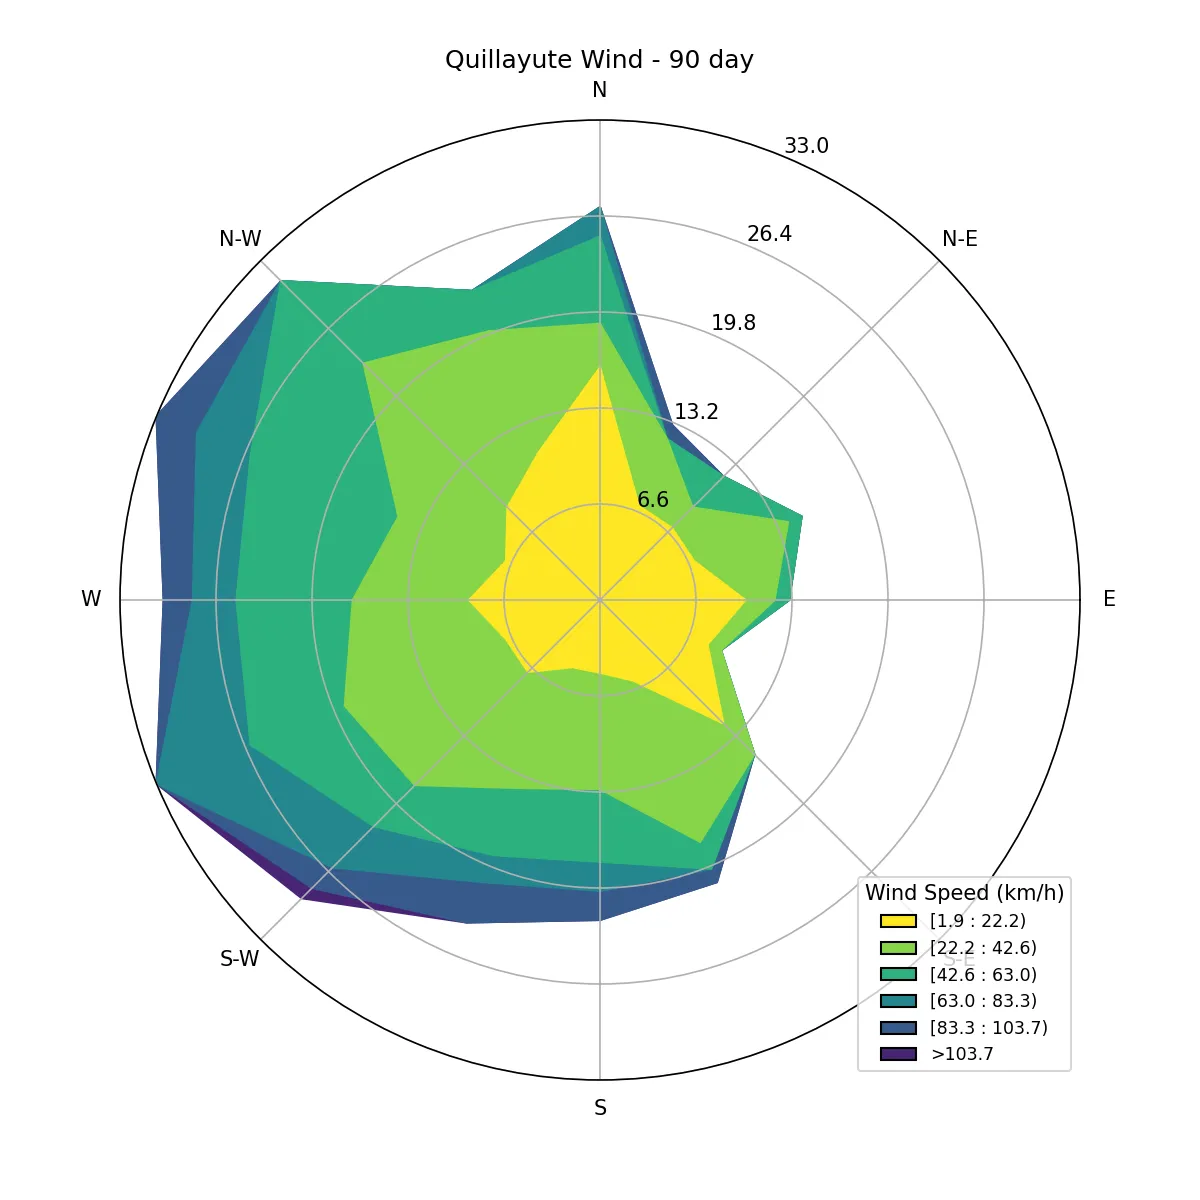 Quillayute Wind - 90 day
N
33.0
26.4
N-W
N-E
19.8
13.2
6.6
W
E
Wind Speed (km/h)
[1.9 : 22.2)
[22.2 : 42.6)
S-W
S-E
[42.6 : 63.0)
[63.0 : 83.3)
[83.3 : 103.7)
>103.7
S